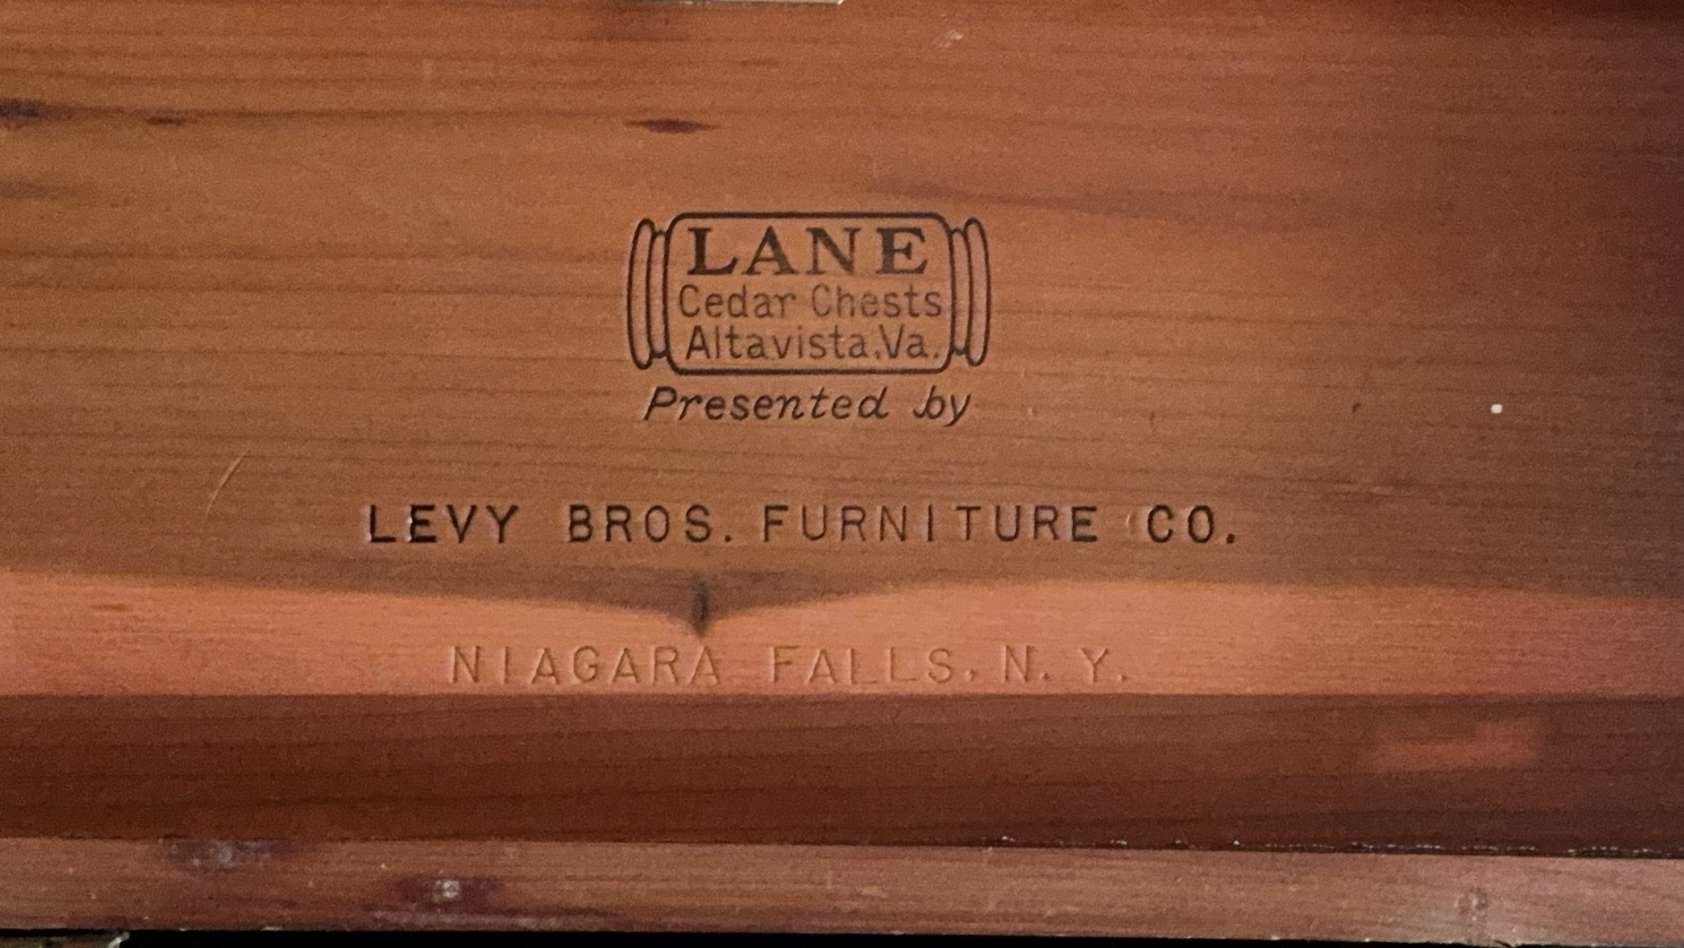 LANE
Cedar Chests
Altavista,Va.
Presented by
LEVY BROS. FURNITURE CO.
NIAGARA FALLS, N. Y.